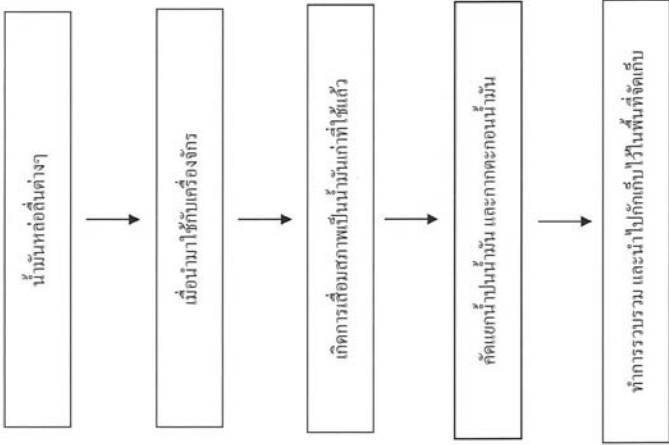 น้ำมันหล่อลื่นต่างๆ
เมื่อนำมาใช้กับเครื่องจักร
เกิดการเสื่อมสภาพเป็นน้ำมันเก่าที่ใช้แล้ว
คัดแยกน้ำปนน้ำมัน และกากตะกอนน้ำมัน
ทำการรวบรวม และนำไปกักเก็บไว้ในพื้นที่จัดเก็บ